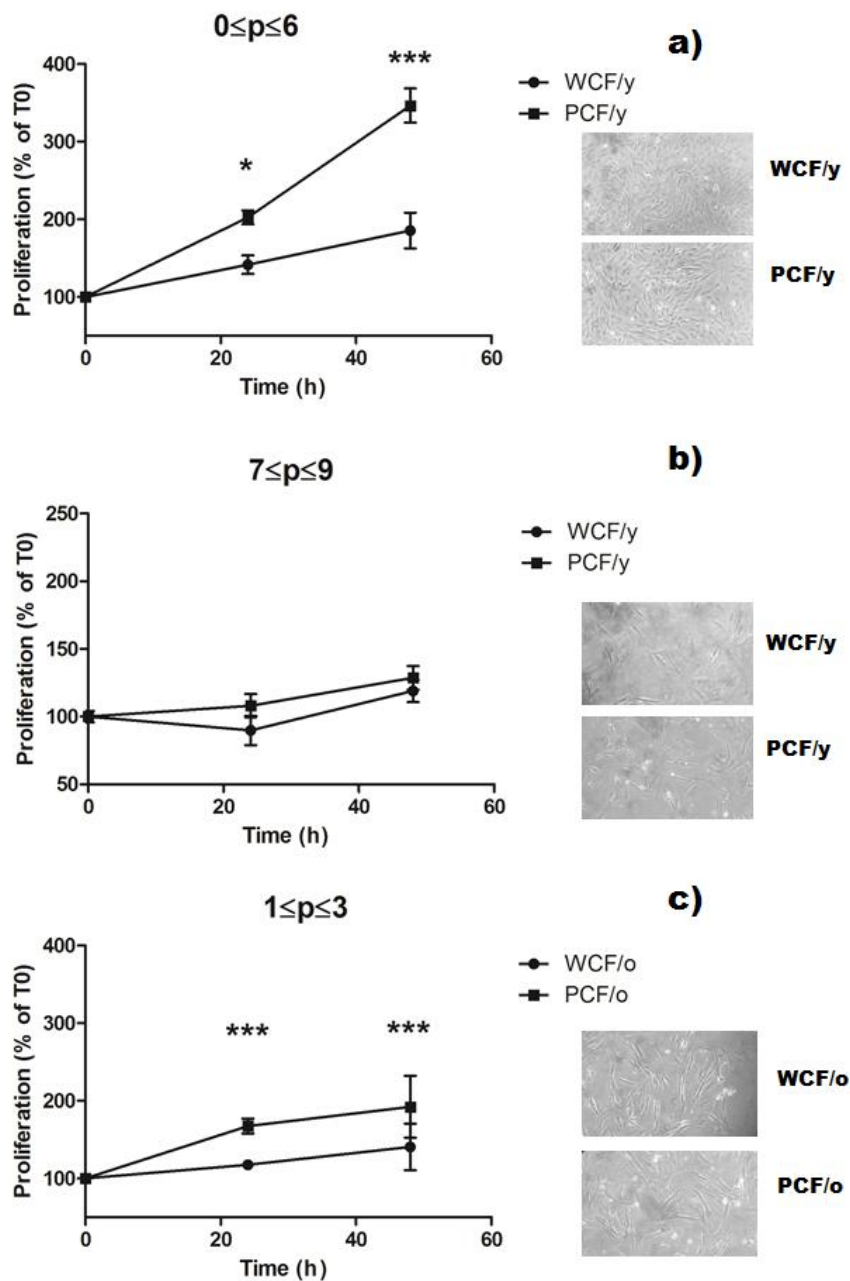 0≤p≤6
a)
400
300
200
100
Proliferation (% of T0)
0
20
40
60
Time (h)
*
***
WCF/y
PCF/y
WCF/y
PCF/y
7≤p≤9
b)
250
200
150
100
50
Proliferation (% of T0)
0
20
40
60
Time (h)
WCF/y
PCF/y
WCF/y
PCF/y
1≤p≤3
c)
400
300
200
100
Proliferation (% of T0)
0
20
40
60
Time (h)
***
***
WCF/o
PCF/o
WCF/o
PCF/o